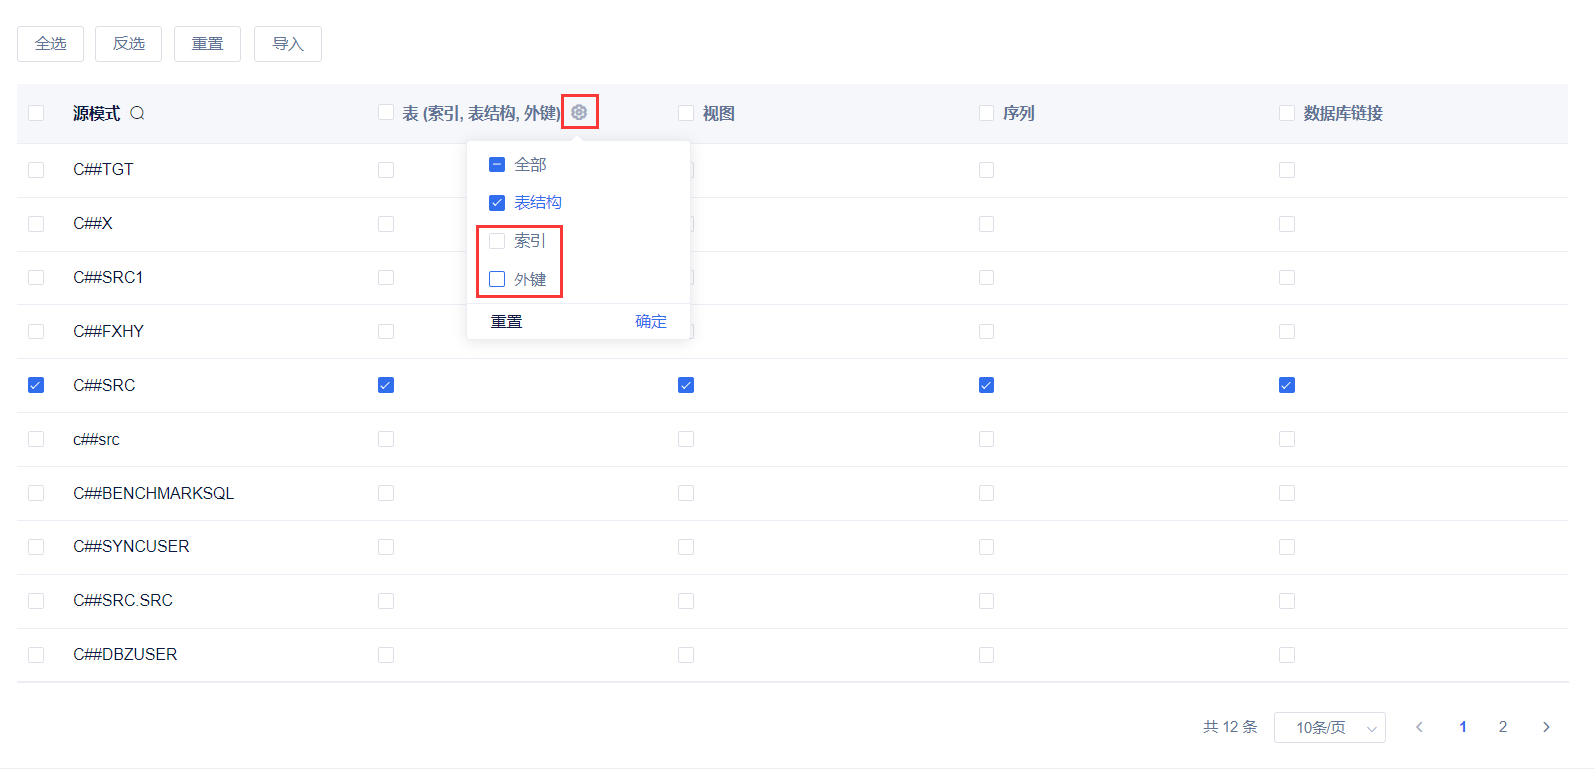 全选 反选 重置 导入
源模式 表 (索引, 表结构, 外键) 视图 序列 数据库链接
全部
C##TGT
表结构
C##X
索引
C##SRC1
外键
重置 确定
C##FXHY
C##SRC
c##src
C##BENCHMARKSQL
C##SYNCUSER
C##SRC.SRC
C##DBZUSER
共 12 条 10条/页 1 2